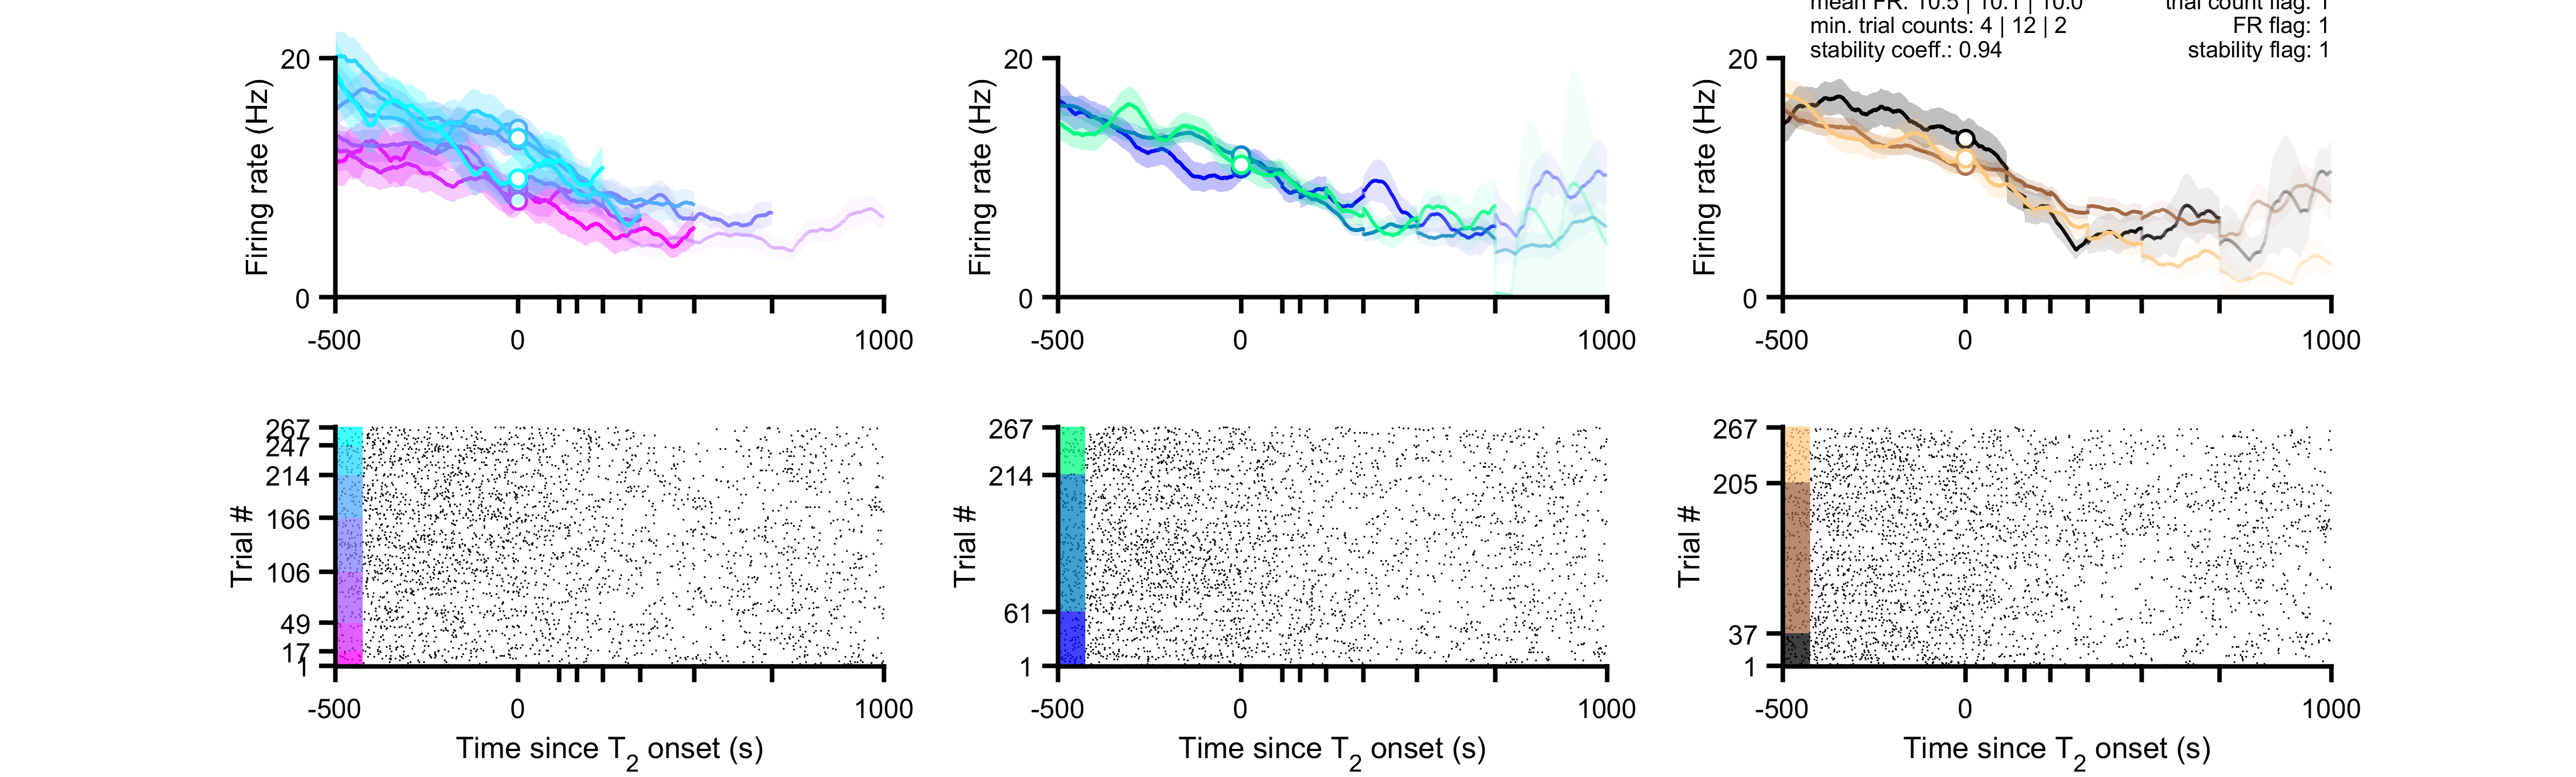 mean FR: 10.5 | 10.1 | 10.0
trial count flag: 1
min. trial counts: 4 | 12 | 2
FR flag: 1
stability coeff.: 0.94
stability flag: 1
Firing rate (Hz)
20
0
-500
0
1000
Firing rate (Hz)
20
0
-500
0
1000
Firing rate (Hz)
20
0
-500
0
1000
Trial #
267
247
214
166
106
49
17
1
-500
0
1000
Time since T2 onset (s)
Trial #
267
214
61
1
-500
0
1000
Time since T2 onset (s)
Trial #
267
205
37
1
-500
0
1000
Time since T2 onset (s)